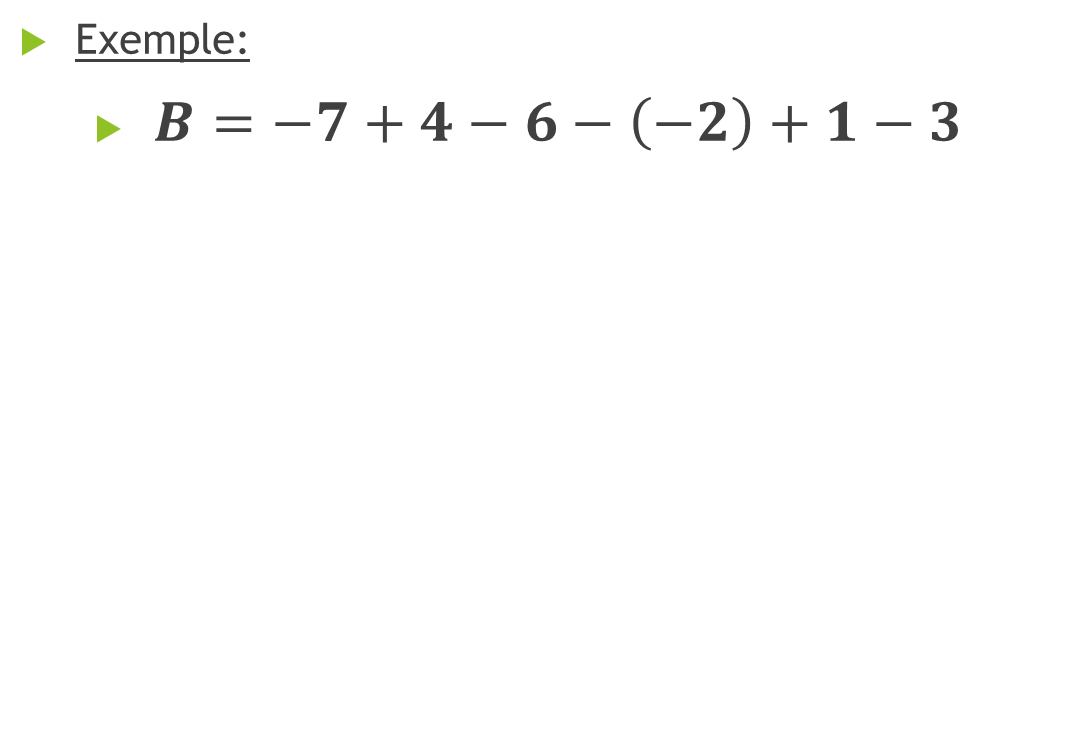 Exemple:
B = −7 + 4 − 6 − (−2) + 1 − 3